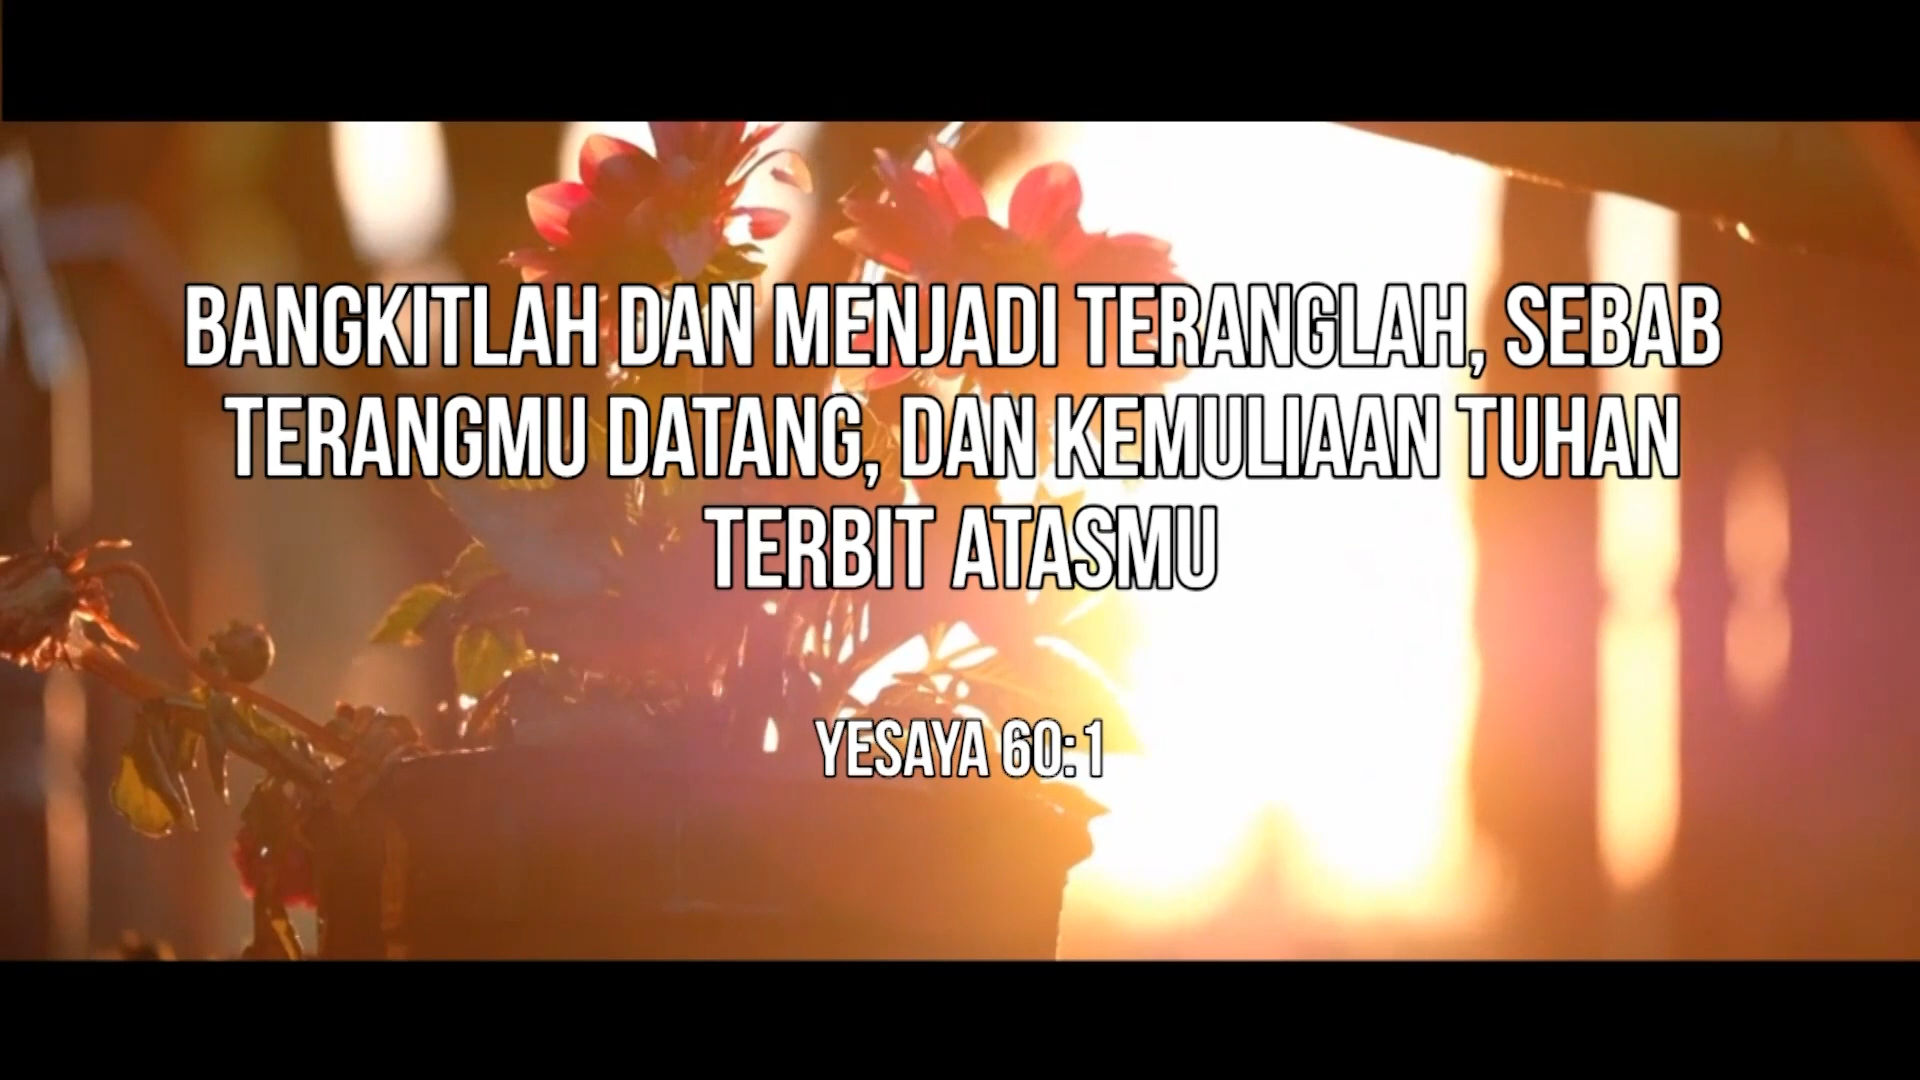 BANGKITLAH DAN MENJADI TERANGLAH, SEBAB
TERANGMU DATANG, DAN KEMULIAAN TUHAN
TERBIT ATASMU
YESAYA 60:1